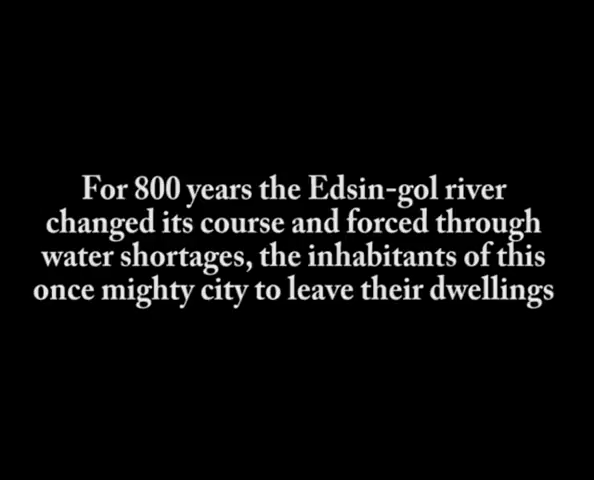 For 800 years the Edsin-gol river
changed its course and forced through
water shortages, the inhabitants of this
once mighty city to leave their dwellings